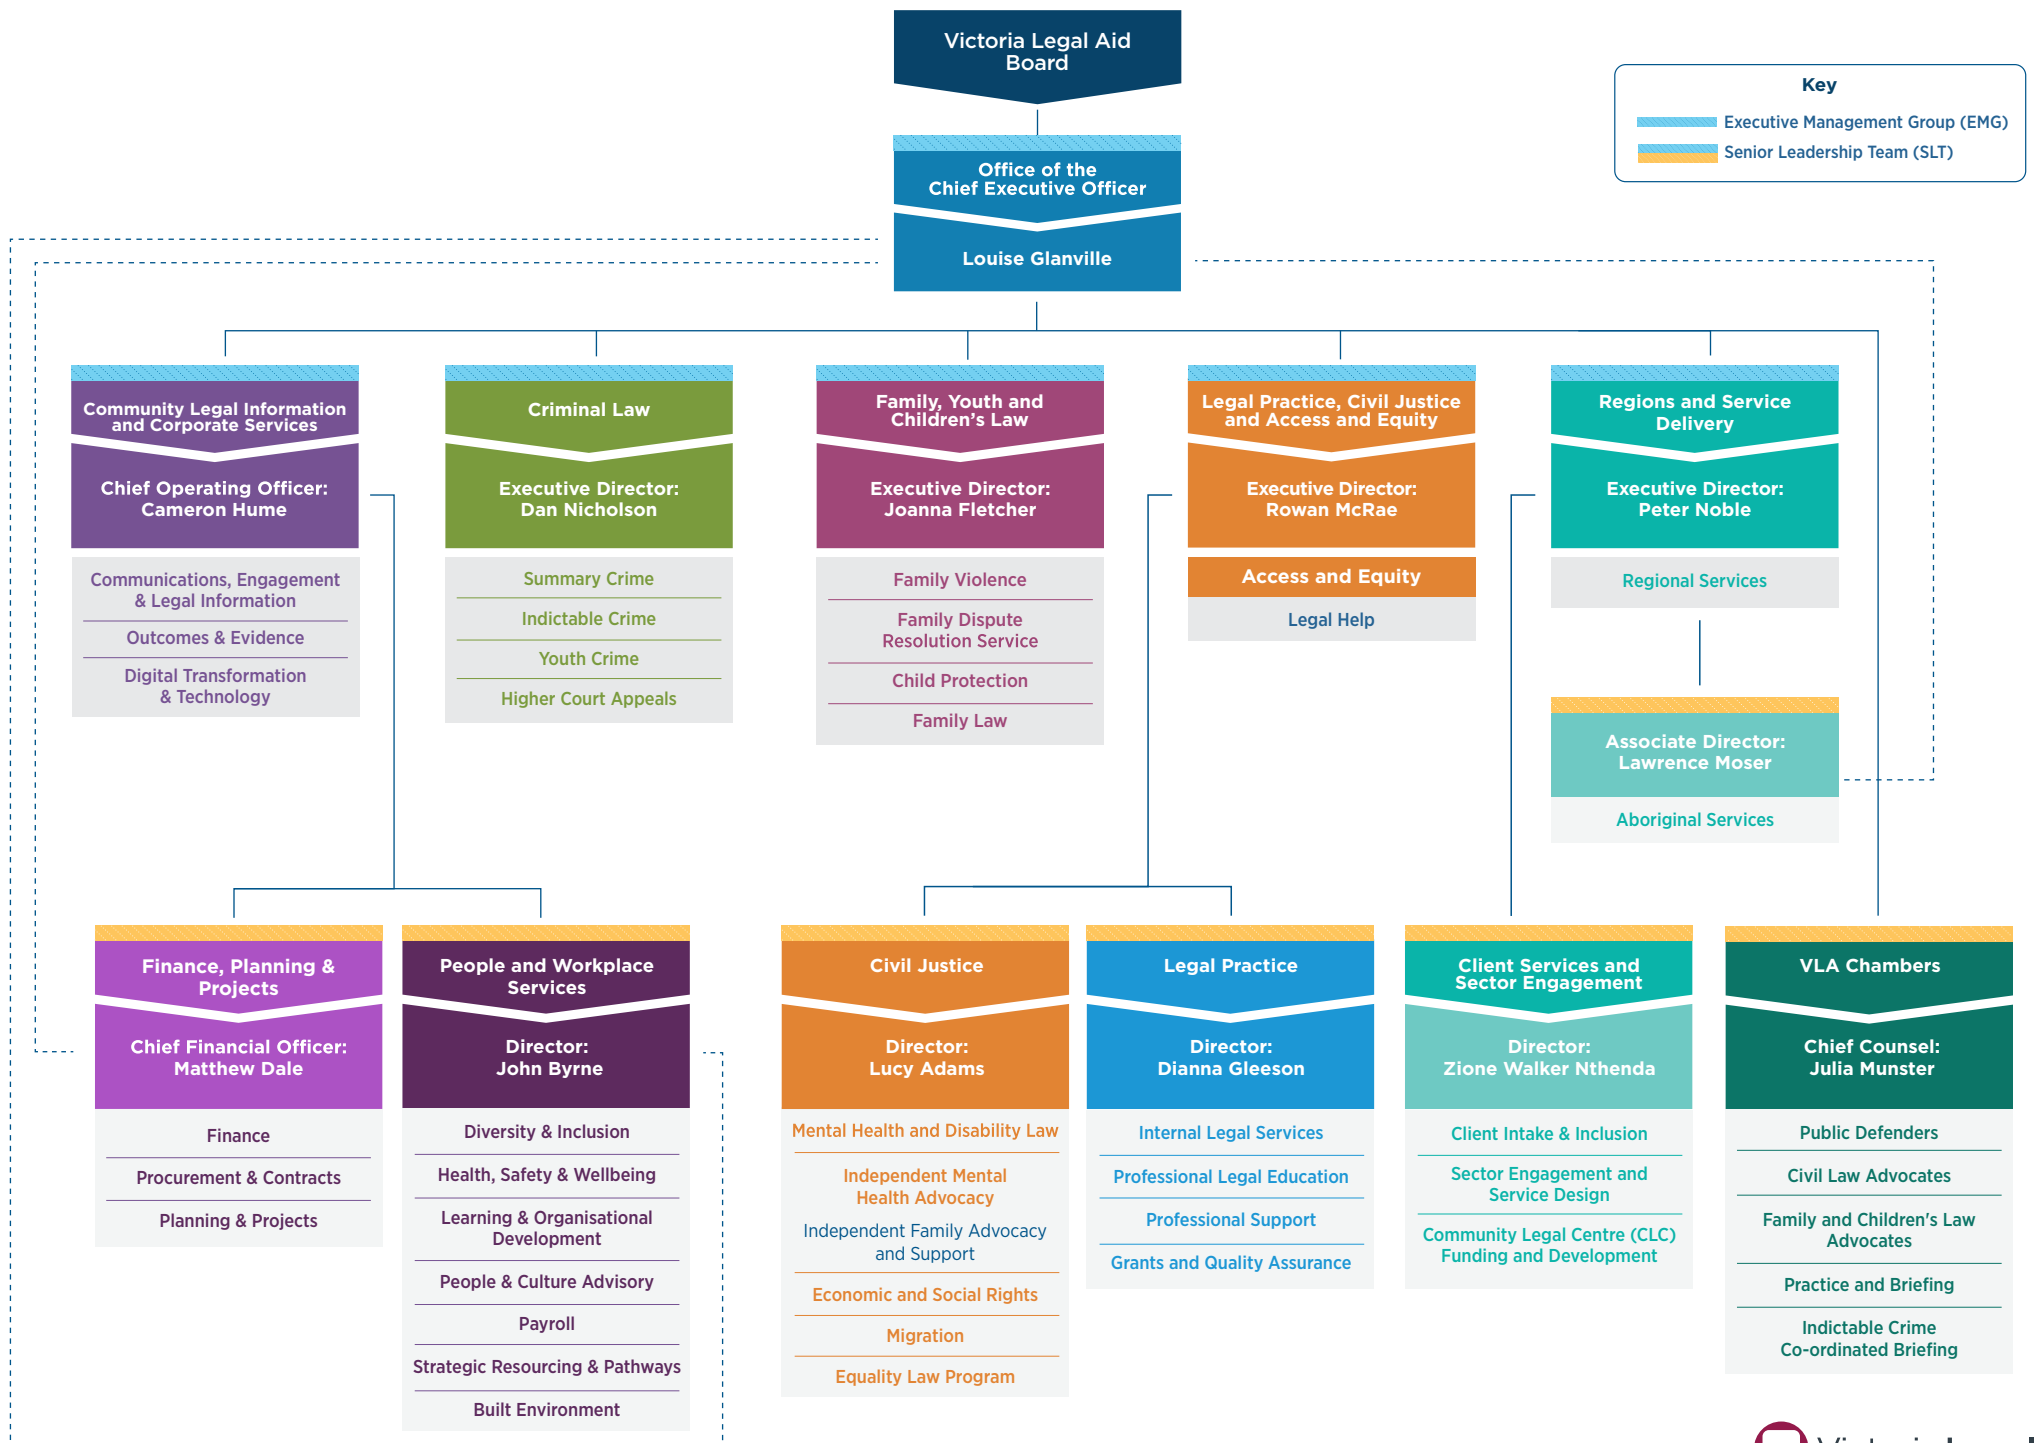 Victoria Legal Aid
Board
Key
Executive Management Group (EMG)
Senior Leadership Team (SLT)
Office of the
Chief Executive Officer
Louise Glanville
Community Legal Information
and Corporate Services
Chief Operating Officer:
Cameron Hume
Communications, Engagement
& Legal Information
Outcomes & Evidence
Digital Transformation
& Technology
Criminal Law
Executive Director:
Dan Nicholson
Summary Crime
Indictable Crime
Youth Crime
Higher Court Appeals
Family, Youth and
Children’s Law
Executive Director:
Joanna Fletcher
Family Violence
Family Dispute
Resolution Service
Child Protection
Family Law
Legal Practice, Civil Justice
and Access and Equity
Executive Director:
Rowan McRae
Access and Equity
Legal Help
Regions and Service
Delivery
Executive Director:
Peter Noble
Regional Services
Associate Director:
Lawrence Moser
Aboriginal Services
Finance, Planning &
Projects
Chief Financial Officer:
Matthew Dale
Finance
Procurement & Contracts
Planning & Projects
People and Workplace
Services
Director:
John Byrne
Diversity & Inclusion
Health, Safety & Wellbeing
Learning & Organisational
Development
People & Culture Advisory
Payroll
Strategic Resourcing & Pathways
Built Environment
Civil Justice
Director:
Lucy Adams
Mental Health and Disability Law
Independent Mental
Health Advocacy
Independent Family Advocacy
and Support
Economic and Social Rights
Migration
Equality Law Program
Legal Practice
Director:
Dianna Gleeson
Internal Legal Services
Professional Legal Education
Professional Support
Grants and Quality Assurance
Client Services and
Sector Engagement
Director:
Zione Walker Nthenda
Client Intake & Inclusion
Sector Engagement and
Service Design
Community Legal Centre (CLC)
Funding and Development
VLA Chambers
Chief Counsel:
Julia Munster
Public Defenders
Civil Law Advocates
Family and Children's Law
Advocates
Practice and Briefing
Indictable Crime
Co-ordinated Briefing